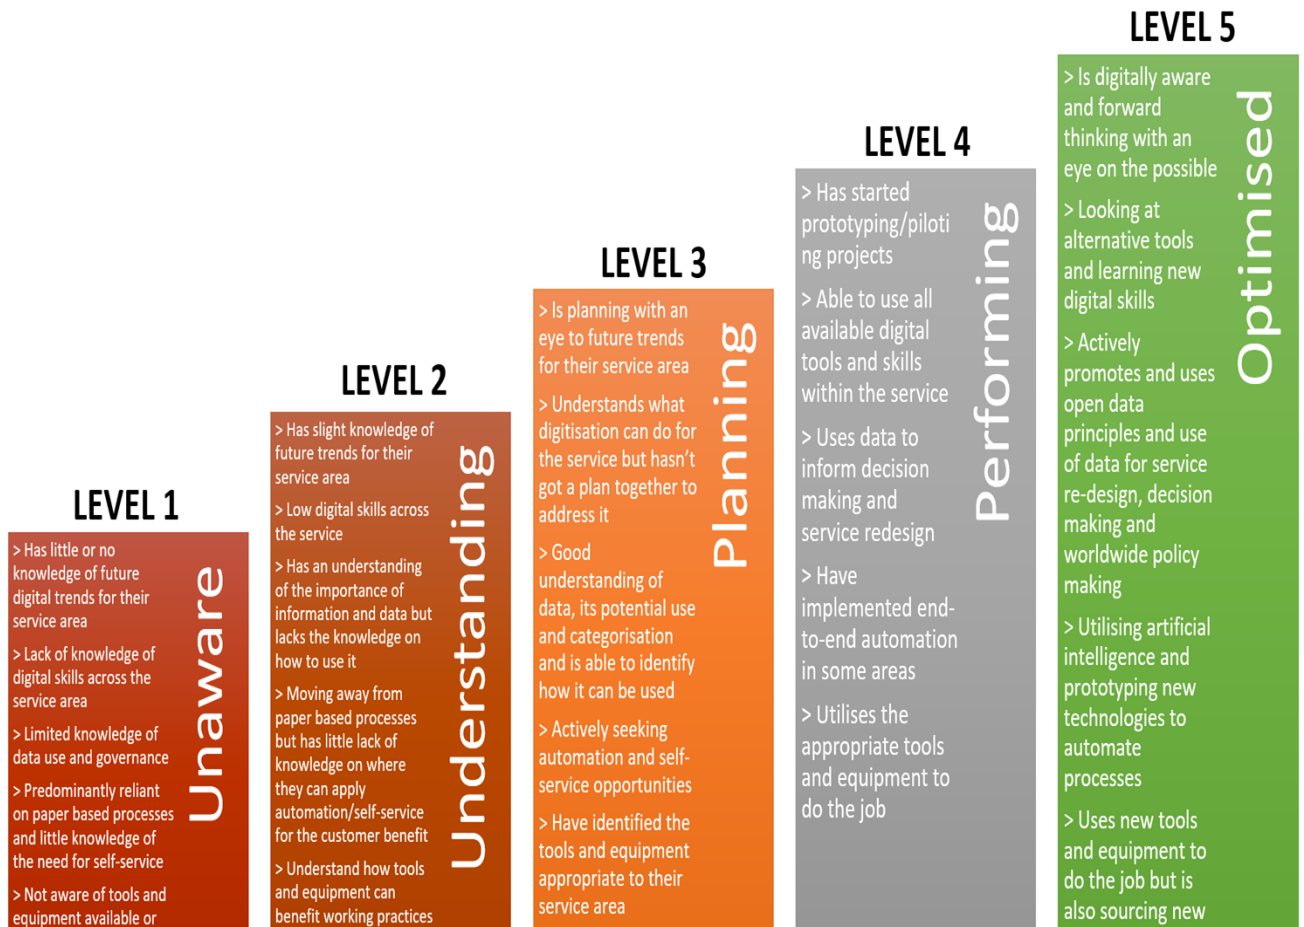 LEVEL 1
> Has little or no
knowledge of future
digital trends for their
service area
> Lack of knowledge of
digital skills across the
service area
> Limited knowledge of
data use and governance
> Predominantly reliant
on paper based processes
and little knowledge of
the need for self-service
> Not aware of tools and
equipment available or
Unaware
LEVEL 2
> Has slight knowledge of
future trends for their
service area
> Low digital skills across
the service
> Has an understanding
of the importance of
information and data but
lacks the knowledge on
how to use it
> Moving away from
paper based processes
but has little lack of
knowledge on where
they can apply
automation/self-service
for the customer benefit
> Understand how tools
and equipment can
benefit working practices
Understanding
LEVEL 3
> Is planning with an
eye to future trends
for their service area
> Understands what
digitisation can do for
the service but hasn't
got a plan together to
address it
> Good
understanding of
data, its potential use
and categorisation
and is able to identify
how it can be used
> Actively seeking
automation and self-
service opportunities
> Have identified the
tools and equipment
appropriate to their
service area
Planning
LEVEL 4
> Has started
prototyping/piloti
ng projects
> Able to use all
available digital
tools and skills
within the service
> Uses data to
inform decision
making and
service redesign
> Have
implemented end-
to-end automation
in some areas
> Utilises the
appropriate tools
and equipment to
do the job
Performing
LEVEL 5
> Is digitally aware
and forward
thinking with an
eye on the possible
> Looking at
alternative tools
and learning new
digital skills
> Actively
promotes and uses
open data
principles and use
of data for service
re-design, decision
making and
worldwide policy
making
> Utilising artificial
intelligence and
prototyping new
technologies to
automate
processes
> Uses new tools
and equipment to
do the job but is
also sourcing new
Optimised